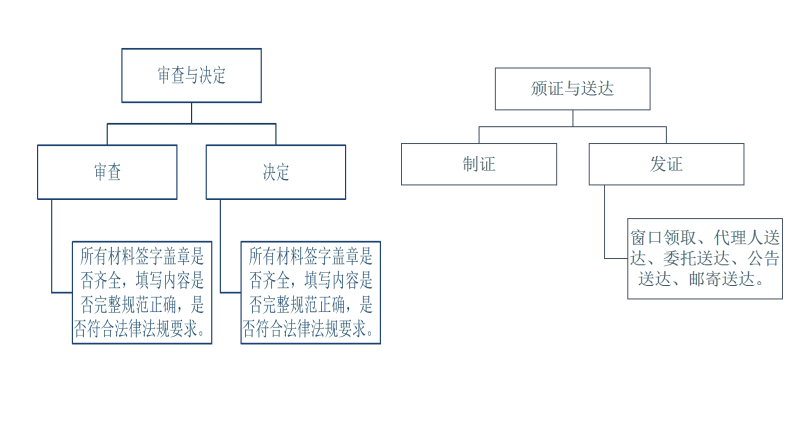 审查与决定
审查
决定
所有材料签字盖章是
否齐全，填写内容是
否完整规范正确，是
否符合法律法规要求。
所有材料签字盖章是
否齐全，填写内容是
否完整规范正确，是
否符合法律法规要求。
颁证与送达
制证
发证
窗口领取、代理人送
达、委托送达、公告
送达、邮寄送达。